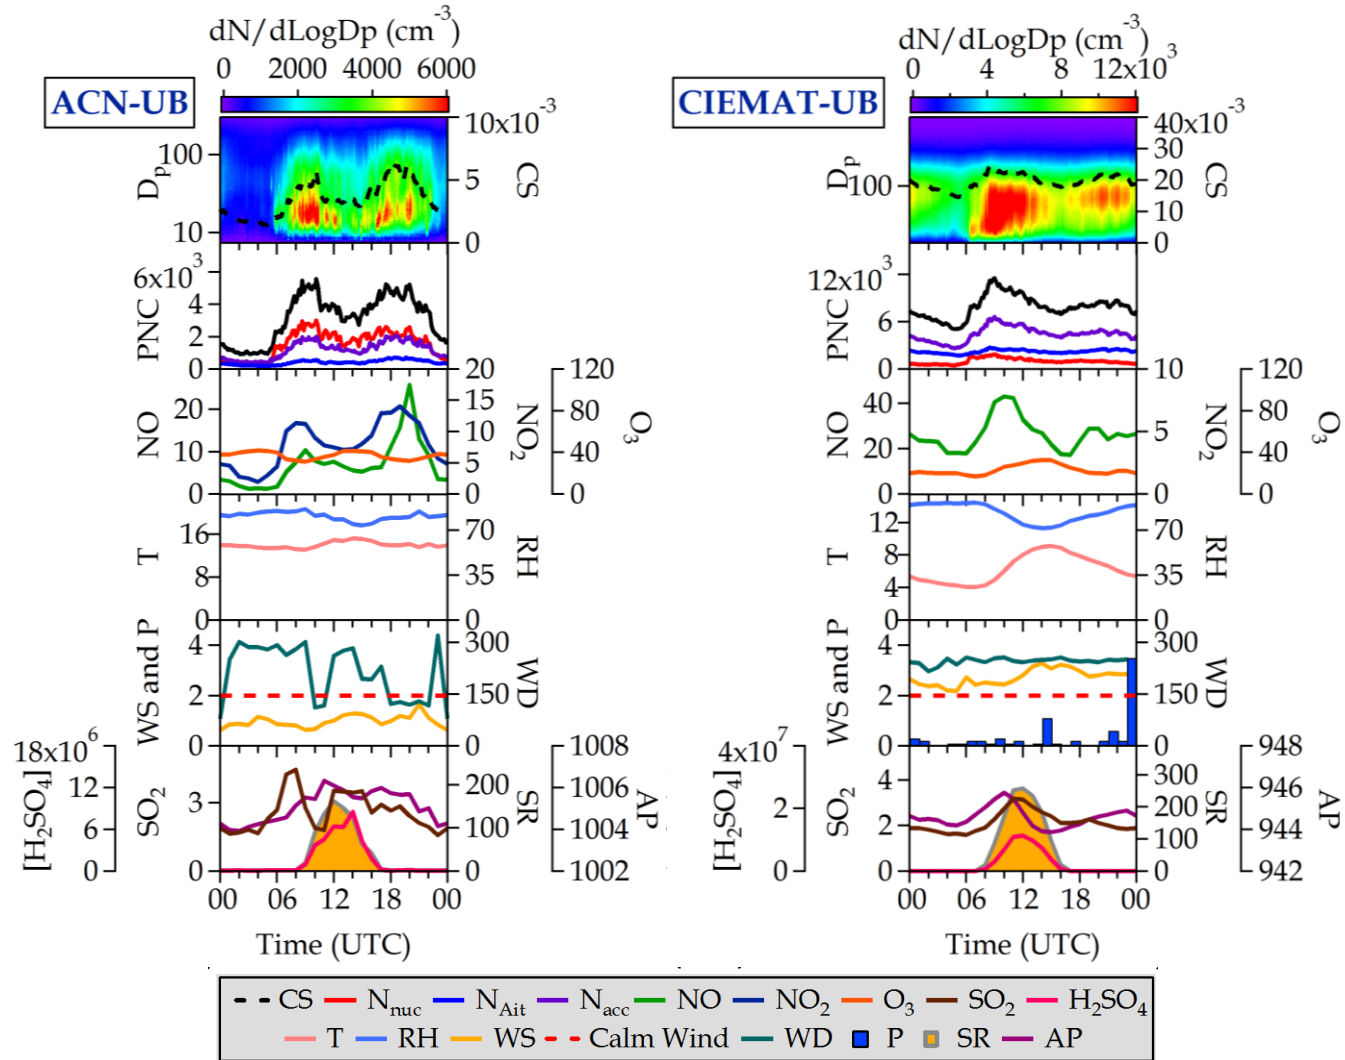 dN/dLogDp (cm-3)
0 2000 4000 6000
ACN-UB
10x10-3
100
10
Dp
5
0
CS
6x103
4
2
0
PNC
20
15
10
5
0
NO2
120
80
40
0
O3
20
10
0
NO
16
8
0
T
70
35
0
RH
4
2
0
WS and P
300
150
0
WD
18x106
12
6
0
[H2SO4]
3
0
SO2
200
100
0
SR
1008
1006
1004
1002
AP
00 06 12 18 00
Time (UTC)
dN/dLogDp (cm-3)
0 4 8 12x103
CIEMAT-UB
40x10-3
30
20
10
0
CS
100
Dp
12x103
6
0
PNC
10
5
0
NO2
120
80
40
0
O3
40
20
0
NO
12
8
4
0
T
70
35
0
RH
4
2
0
WS and P
300
150
0
WD
4x107
2
0
[H2SO4]
4
2
0
SO2
300
200
100
0
SR
948
946
944
942
AP
00 06 12 18 00
Time (UTC)
CS Nnuc NAit Nacc NO NO2 O3 SO2 H2SO4
T RH WS Calm Wind WD P SR AP